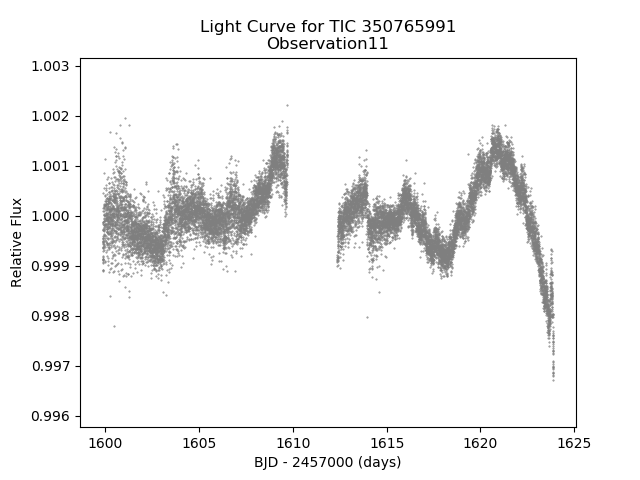 Light Curve for TIC 350765991
Observation11
1.003
1.002
1.001
1.000
0.999
0.998
0.997
0.996
Relative Flux
1600 1605 1610 1615 1620 1625
BJD - 2457000 (days)